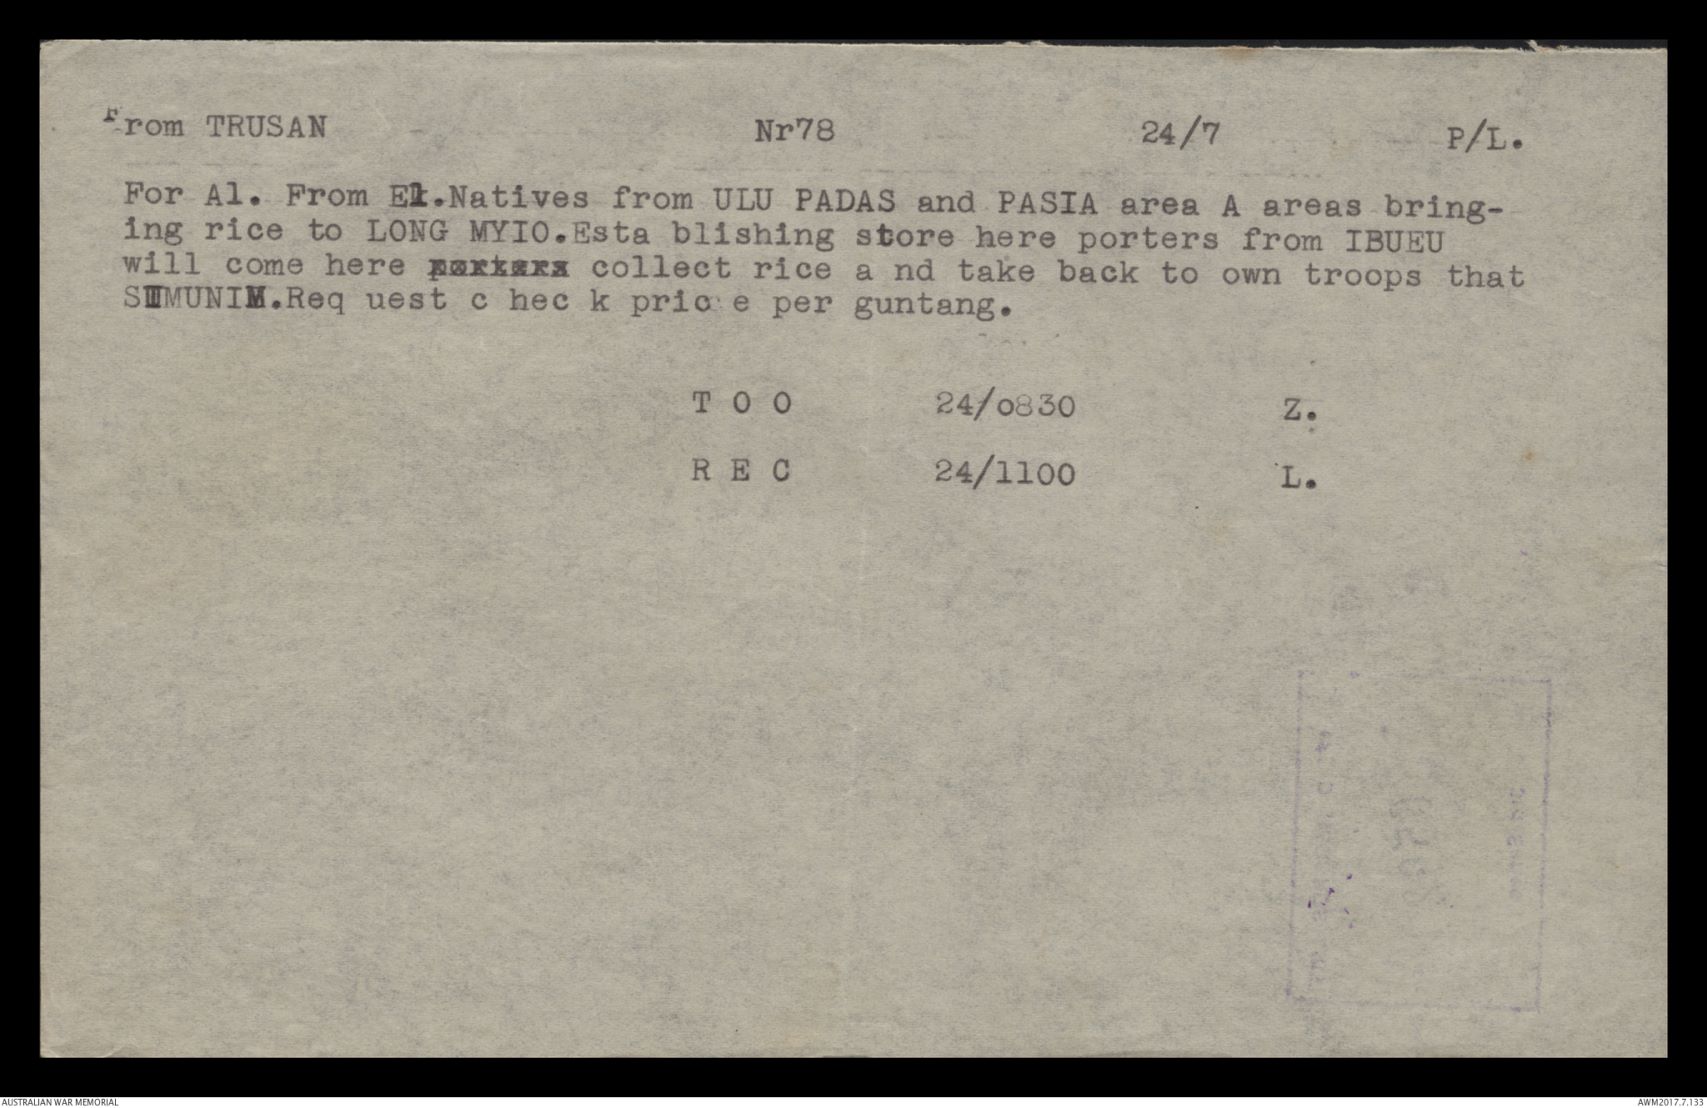 From TRUSAN Nr78 24/7 P/L.
For Al. From El.Natives from ULU PADAS and PASIA area A areas bring-
ing rice to LONG MYIO.Esta blishing store here porters from IBUEU
will come here porters collect rice a nd take back to own troops that
SUMUNIM.Req uest c hec k pric e per guntang.
T O O 24/o830 Z.
R E C 24/1100 L.
AUSTRALIAN WAR MEMORIAL AWM2017.7.133